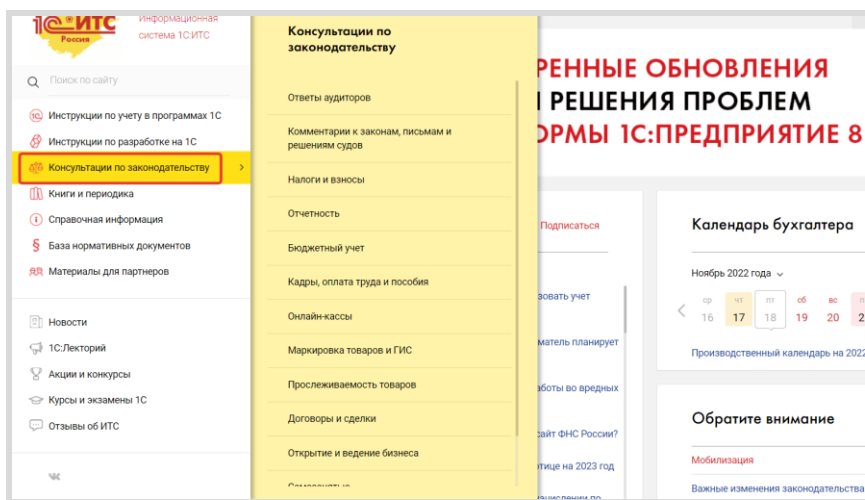 1С:ИТС
Россия
Информационная
система 1С:ИТС
Поиск по сайту
Инструкции по учету в программах 1С
Инструкции по разработке на 1С
Консультации по законодательству
Книги и периодика
Справочная информация
База нормативных документов
Материалы для партнеров
Новости
1С:Лекторий
Акции и конкурсы
Курсы и экзамены 1С
Отзывы об ИТС
Консультации по
законодательству
Ответы аудиторов
Комментарии к законам, письмам и
решениям судов
Налоги и взносы
Отчетность
Бюджетный учет
Кадры, оплата труда и пособия
Онлайн-кассы
Маркировка товаров и ГИС
Прослеживаемость товаров
Договоры и сделки
Открытие и ведение бизнеса
РЕННЫЕ ОБНОВЛЕНИЯ
РЕШЕНИЯ ПРОБЛЕМ
ОРМЫ 1С:ПРЕДПРИЯТИЕ 8
Подписаться
зовать учет
матель планирует
аботы во вредных
сайт ФНС России?
тице на 2023 год
Календарь бухгалтера
Ноябрь 2022 года
ср чт пт сб вс
16 17 18 19 20
Производственный календарь на 2022
Обратите внимание
Мобилизация
Важные изменения законодательства